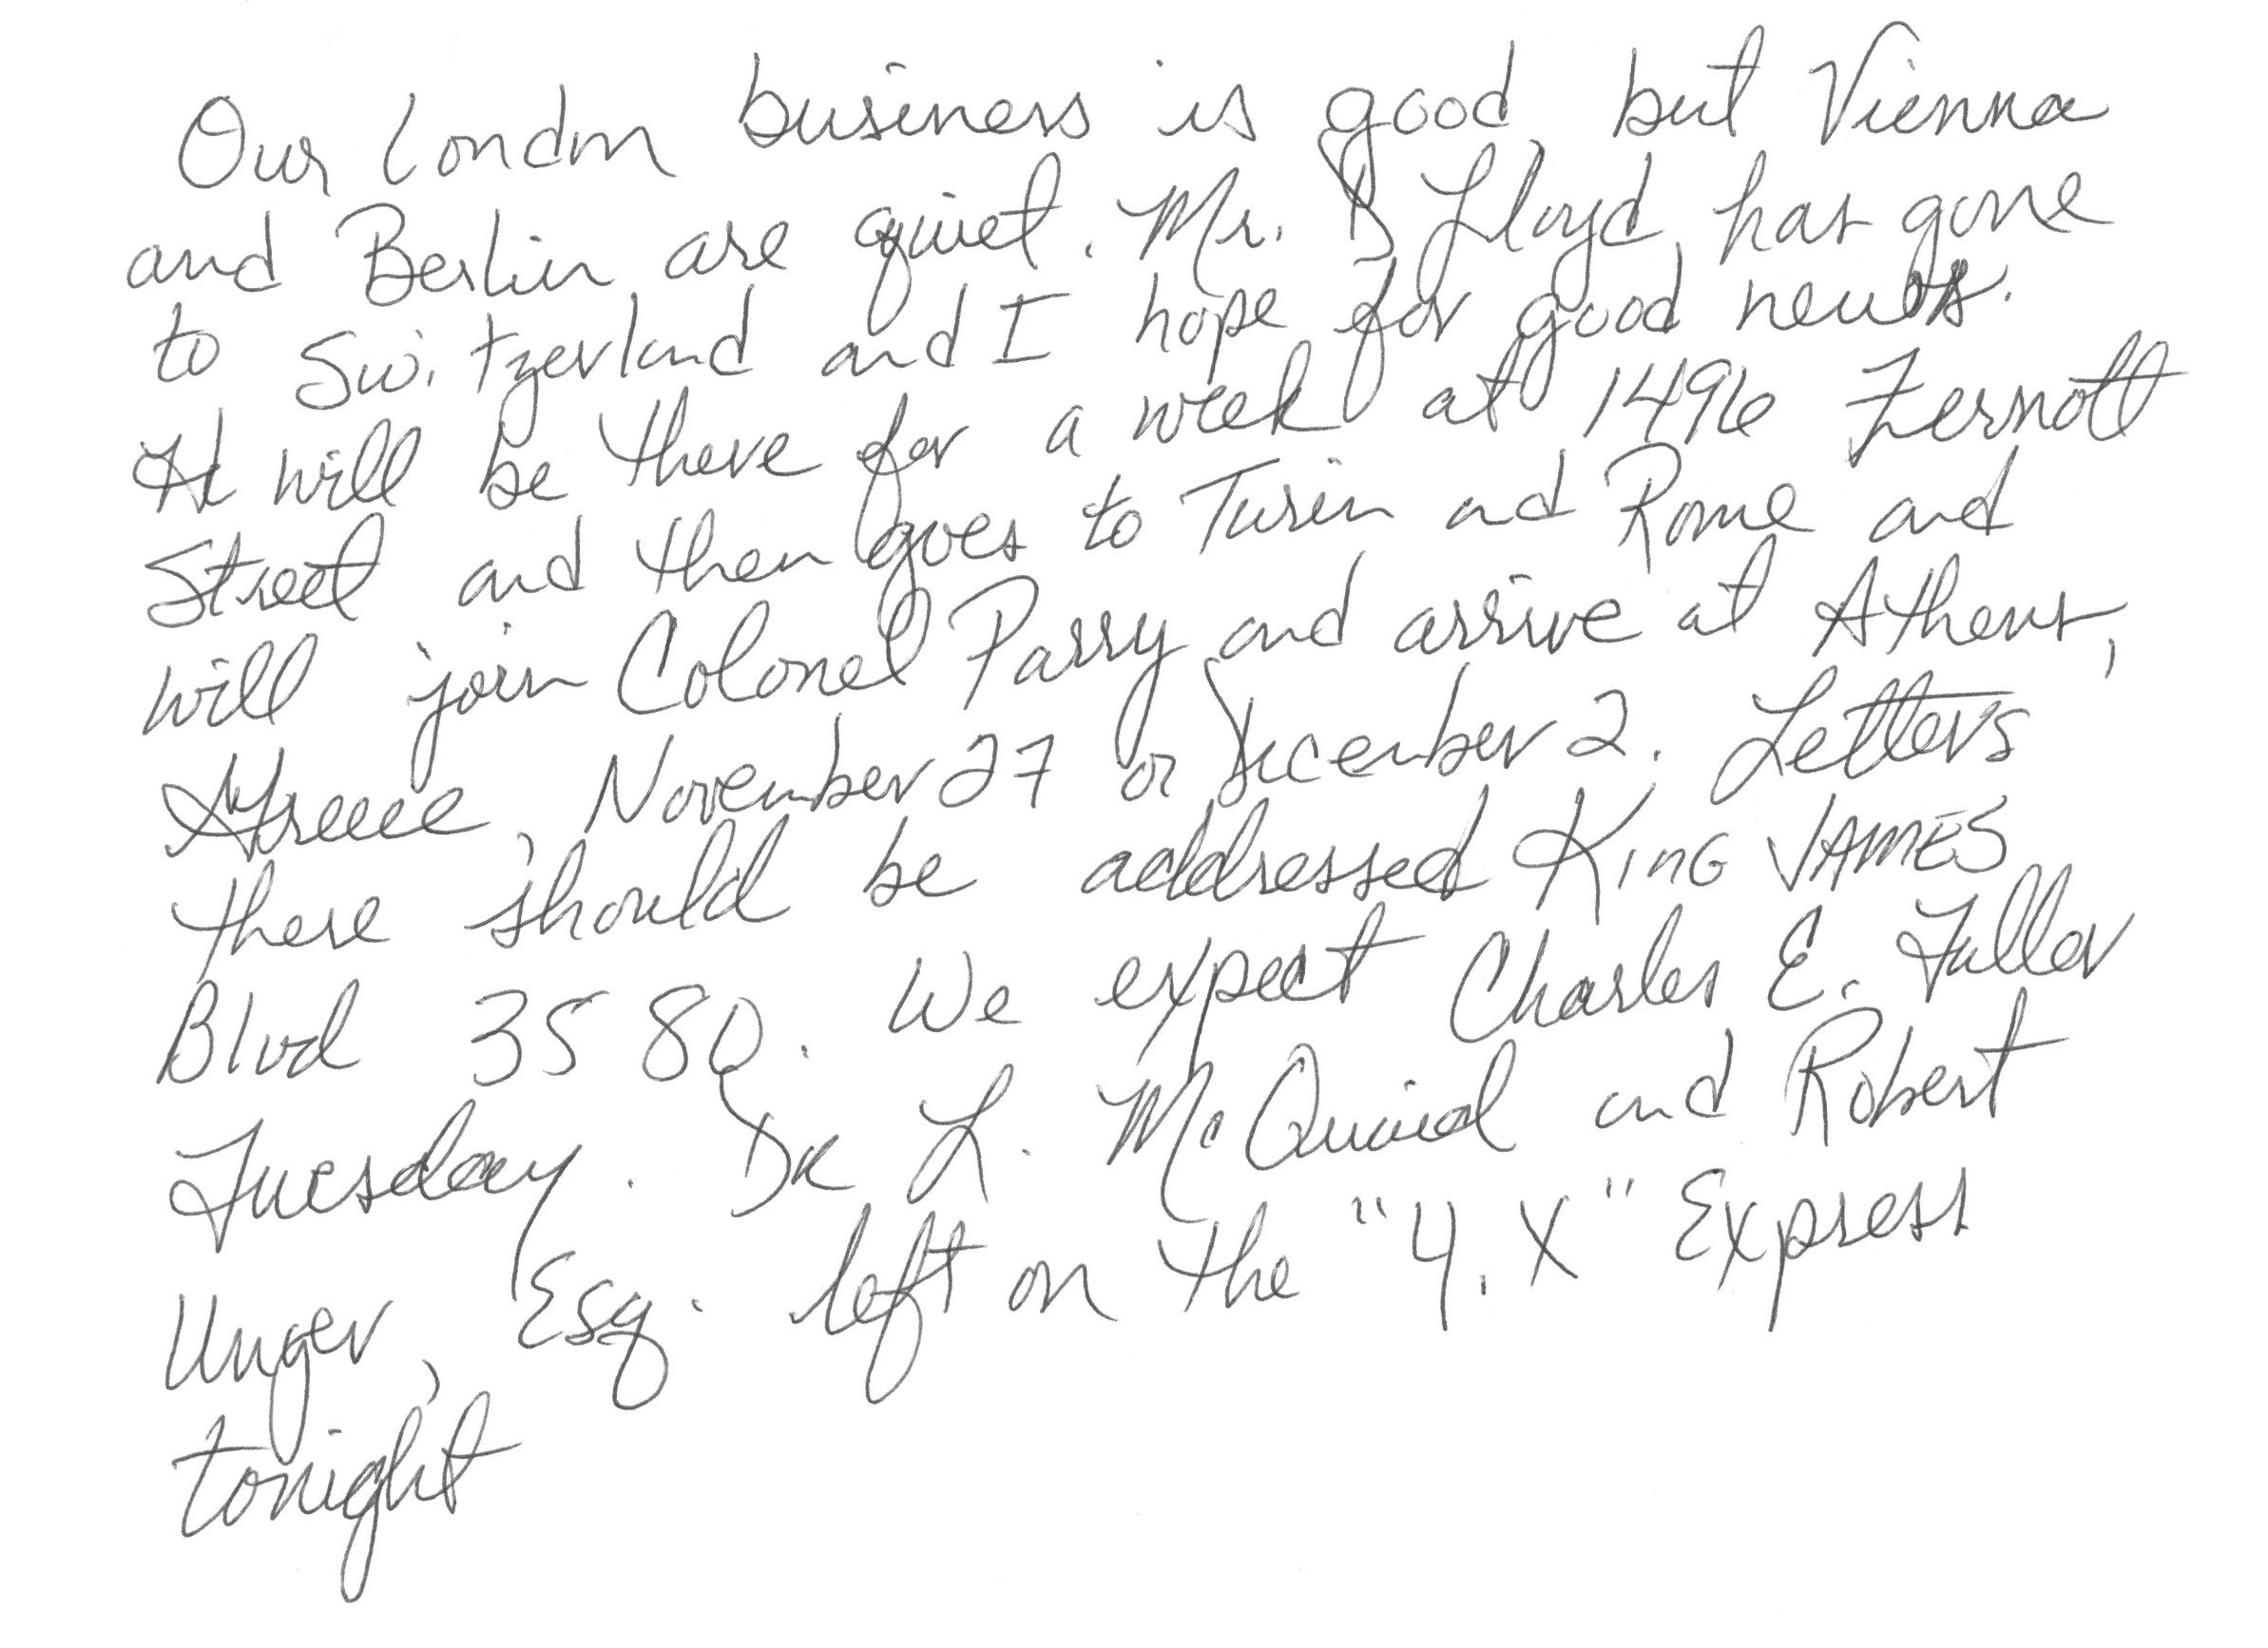 Our London business is good but Vienna
and Berlin are quiet. Mr. D Lloyd has gone
to Switzerland and I hope for good news.
He will be there for a week at 1496 Zermott
Street and then goes to Turin and Rome and
will join Colonel Parry and arrive at Athens,
Greece November 27 or December 2. Letters
there should be addressed KING JAMES
Blvd 3580. We expect Charles E. Fuller
Tuesday. Dr L. McQuaid and Robert
Unger, Esq. left on the "Y.X" Express
tonight